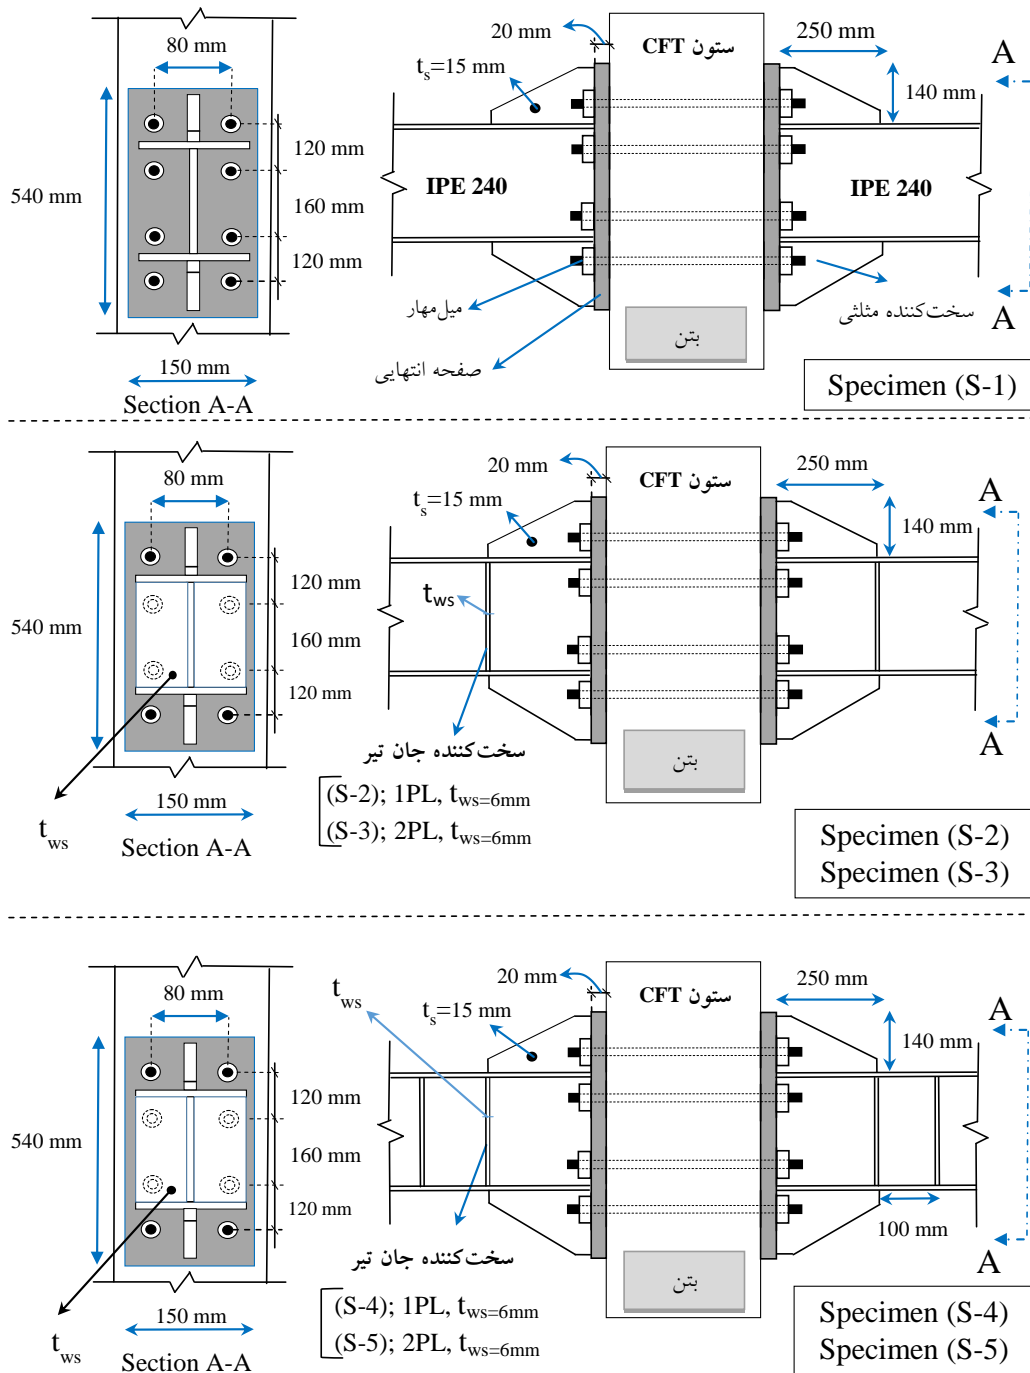 80 mm
540 mm
120 mm
160 mm
120 mm
150 mm
Section A-A
20 mm
ستون CFT
250 mm
A
ts=15 mm
140 mm
IPE 240
IPE 240
میل‌مهار
سخت‌کننده مثلثی
A
صفحه انتهایی
بتن
Specimen (S-1)
80 mm
540 mm
120 mm
160 mm
120 mm
150 mm
tws
Section A-A
20 mm
ستون CFT
250 mm
A
ts=15 mm
140 mm
tws
A
سخت‌کننده جان تیر
بتن
(S-2); 1PL, tws=6mm
(S-3); 2PL, tws=6mm
Specimen (S-2)
Specimen (S-3)
80 mm
540 mm
120 mm
160 mm
120 mm
150 mm
tws
Section A-A
tws
20 mm
ستون CFT
250 mm
A
ts=15 mm
140 mm
100 mm
A
سخت‌کننده جان تیر
بتن
(S-4); 1PL, tws=6mm
(S-5); 2PL, tws=6mm
Specimen (S-4)
Specimen (S-5)